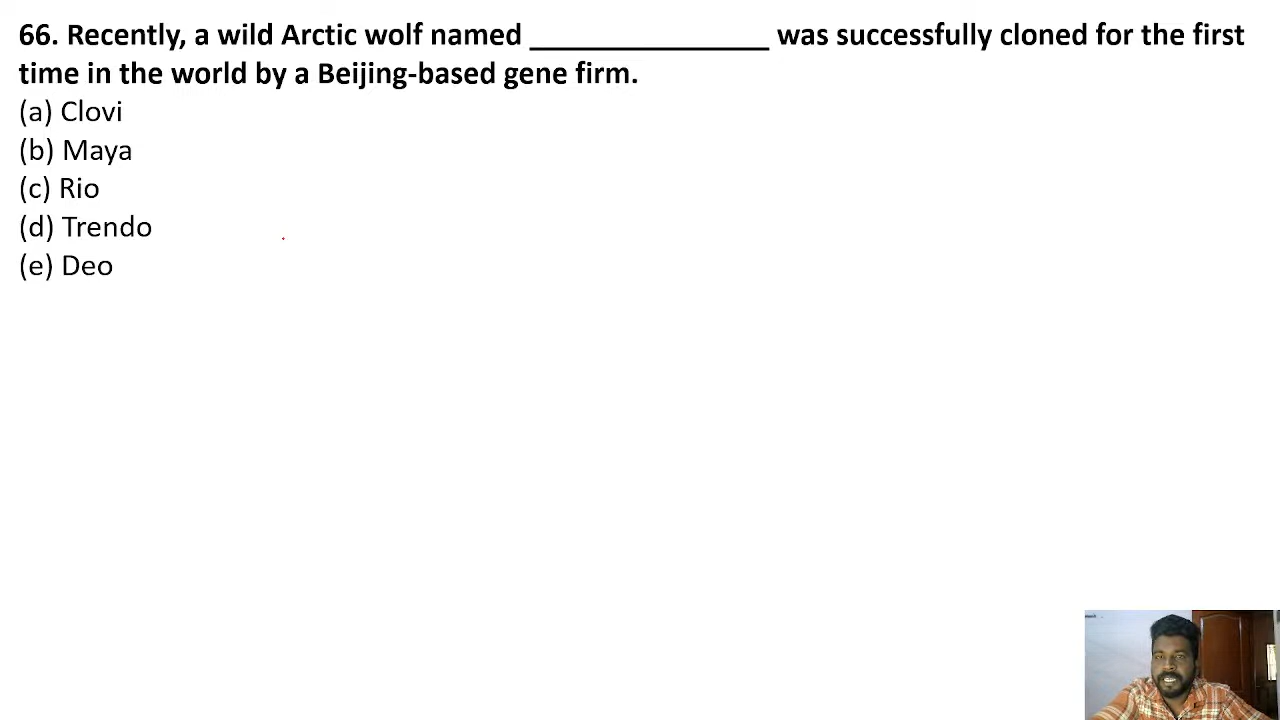 66. Recently, a wild Arctic wolf named _______________ was successfully cloned for the first
time in the world by a Beijing-based gene firm.
(a) Clovi
(b) Maya
(c) Rio
(d) Trendo
(e) Deo